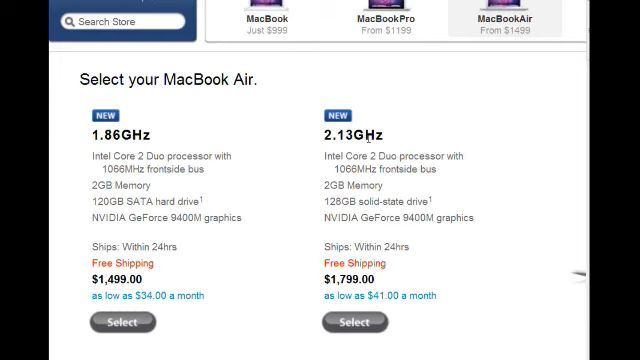 Search Store
MacBook
Just $999
MacBookPro
From $1199
MacBookAir
From $1499
Select your MacBook Air.
NEW
1.86GHz
Intel Core 2 Duo processor with
1066MHz frontside bus
2GB Memory
120GB SATA hard drive1
NVIDIA GeForce 9400M graphics
Ships: Within 24hrs
Free Shipping
$1,499.00
as low as $34.00 a month
Select
NEW
2.13GHz
Intel Core 2 Duo processor with
1066MHz frontside bus
2GB Memory
128GB solid-state drive1
NVIDIA GeForce 9400M graphics
Ships: Within 24hrs
Free Shipping
$1,799.00
as low as $41.00 a month
Select